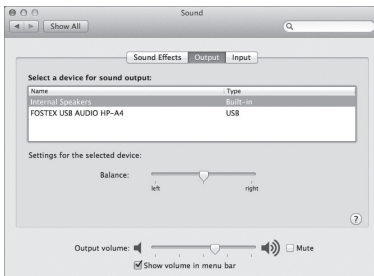 Sound
Show All
Sound Effects Output Input
Select a device for sound output:
Name Type
Internal Speakers Built-in
FOSTEX USB AUDIO HP-A4 USB
Settings for the selected device:
Balance:
left right
?
Output volume: Mute
Show volume in menu bar